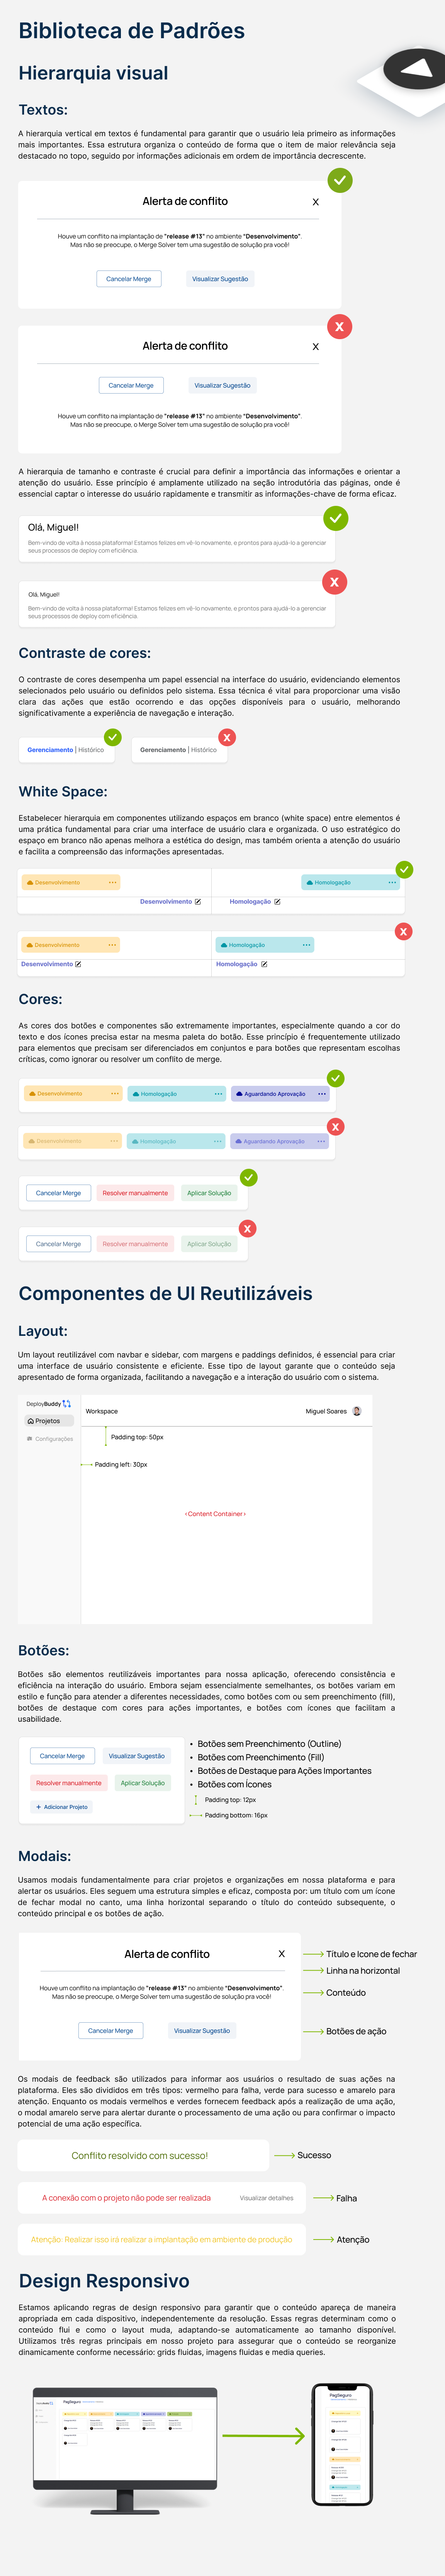 Biblioteca de Padrões
Hierarquia visual
Textos:
A hierarquia vertical em textos é fundamental para garantir que o usuário leia primeiro as informações
mais importantes. Essa estrutura organiza o conteúdo de forma que o item de maior relevância seja
destacado no topo, seguido por informações adicionais em ordem de importância decrescente.
Alerta de conflito X
Houve um conflito na implantação de "release #13" no ambiente "Desenvolvimento".
Mas não se preocupe, o Merge Solver tem uma sugestão de solução pra você!
Cancelar Merge Visualizar Sugestão
Alerta de conflito X
Cancelar Merge Visualizar Sugestão
Houve um conflito na implantação de "release #13" no ambiente "Desenvolvimento".
Mas não se preocupe, o Merge Solver tem uma sugestão de solução pra você!
A hierarquia de tamanho e contraste é crucial para definir a importância das informações e orientar a
atenção do usuário. Esse princípio é amplamente utilizado na seção introdutória das páginas, onde é
essencial captar o interesse do usuário rapidamente e transmitir as informações-chave de forma eficaz.
Olá, Miguel!
Bem-vindo de volta à nossa plataforma! Estamos felizes em vê-lo novamente, e prontos para ajudá-lo a gerenciar
seus processos de deploy com eficiência.
Olá, Miguel!
Bem-vindo de volta à nossa plataforma! Estamos felizes em vê-lo novamente, e prontos para ajudá-lo a gerenciar
seus processos de deploy com eficiência.
Contraste de cores:
O contraste de cores desempenha um papel essencial na interface do usuário, evidenciando elementos
selecionados pelo usuário ou definidos pelo sistema. Essa técnica é vital para proporcionar uma visão
clara das ações que estão ocorrendo e das opções disponíveis para o usuário, melhorando
significativamente a experiência de navegação e interação.
Gerenciamento | Histórico
Gerenciamento | Histórico
White Space:
Estabelecer hierarquia em componentes utilizando espaços em branco (white space) entre elementos é
uma prática fundamental para criar uma interface de usuário clara e organizada. O uso estratégico do
espaço em branco não apenas melhora a estética do design, mas também orienta a atenção do usuário
e facilita a compreensão das informações apresentadas.
Desenvolvimento ... Homologação ...
Desenvolvimento Homologação
Desenvolvimento ... Homologação ...
Desenvolvimento Homologação
Cores:
As cores dos botões e componentes são extremamente importantes, especialmente quando a cor do
texto e dos ícones precisa estar na mesma paleta do botão. Esse princípio é frequentemente utilizado
para elementos que precisam ser diferenciados em conjuntos e para botões que representam escolhas
críticas, como ignorar ou resolver um conflito de merge.
Desenvolvimento ... Homologação ... Aguardando Aprovação ...
Desenvolvimento ... Homologação ... Aguardando Aprovação ...
Cancelar Merge Resolver manualmente Aplicar Solução
Cancelar Merge Resolver manualmente Aplicar Solução
Componentes de UI Reutilizáveis
Layout:
Um layout reutilizável com navbar e sidebar, com margens e paddings definidos, é essencial para criar
uma interface de usuário consistente e eficiente. Esse tipo de layout garante que o conteúdo seja
apresentado de forma organizada, facilitando a navegação e a interação do usuário com o sistema.
DeployBuddy
Workspace Miguel Soares
Projetos
Configurações
Padding top: 50px
Padding left: 30px
<Content Container>
Botões:
Botões são elementos reutilizáveis importantes para nossa aplicação, oferecendo consistência e
eficiência na interação do usuário. Embora sejam essencialmente semelhantes, os botões variam em
estilo e função para atender a diferentes necessidades, como botões com ou sem preenchimento (fill),
botões de destaque com cores para ações importantes, e botões com ícones que facilitam a
usabilidade.
Cancelar Merge Visualizar Sugestão
Resolver manualmente Aplicar Solução
+ Adicionar Projeto
• Botões sem Preenchimento (Outline)
• Botões com Preenchimento (Fill)
• Botões de Destaque para Ações Importantes
• Botões com Ícones
Padding top: 12px
Padding bottom: 16px
Modais:
Usamos modais fundamentalmente para criar projetos e organizações em nossa plataforma e para
alertar os usuários. Eles seguem uma estrutura simples e eficaz, composta por: um título com um ícone
de fechar modal no canto, uma linha horizontal separando o título do conteúdo subsequente, o
conteúdo principal e os botões de ação.
Alerta de conflito X
Houve um conflito na implantação de "release #13" no ambiente "Desenvolvimento".
Mas não se preocupe, o Merge Solver tem uma sugestão de solução pra você!
Cancelar Merge Visualizar Sugestão
Título e Icone de fechar
Linha na horizontal
Conteúdo
Botões de ação
Os modais de feedback são utilizados para informar aos usuários o resultado de suas ações na
plataforma. Eles são divididos em três tipos: vermelho para falha, verde para sucesso e amarelo para
atenção. Enquanto os modais vermelhos e verdes fornecem feedback após a realização de uma ação,
o modal amarelo serve para alertar durante o processamento de uma ação ou para confirmar o impacto
potencial de uma ação específica.
Conflito resolvido com sucesso! Sucesso
A conexão com o projeto não pode ser realizada Visualizar detalhes Falha
Atenção: Realizar isso irá realizar a implantação em ambiente de produção Atenção
Design Responsivo
Estamos aplicando regras de design responsivo para garantir que o conteúdo apareça de maneira
apropriada em cada dispositivo, independentemente da resolução. Essas regras determinam como o
conteúdo flui e como o layout muda, adaptando-se automaticamente ao tamanho disponível.
Utilizamos três regras principais em nosso projeto para assegurar que o conteúdo se reorganize
dinamicamente conforme necessário: grids fluidas, imagens fluidas e media queries.
PagSeguro
PagSeguro